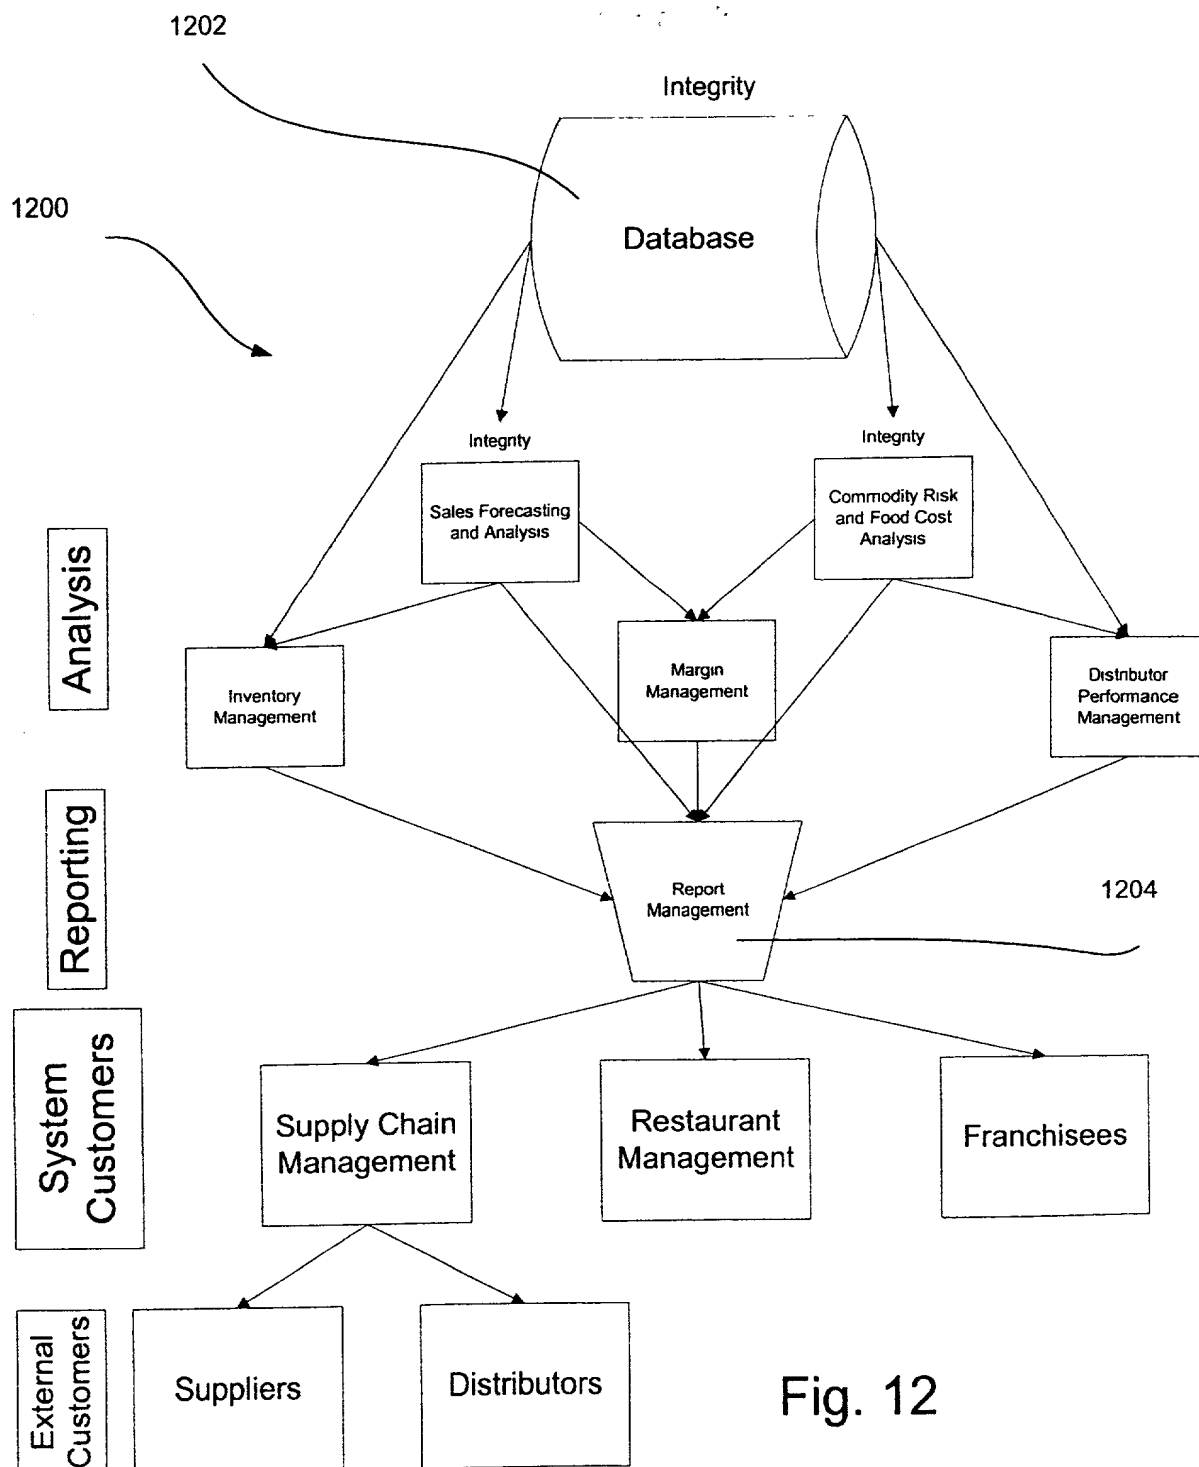 1202
Integrity
1200
Database
Integrity
Integrity
Sales Forecasting
and Analysis
Commodity Risk
and Food Cost
Analysis
Analysis
Inventory
Management
Margin
Management
Distributor
Performance
Management
Reporting
Report
Management
1204
System
Customers
Supply Chain
Management
Restaurant
Management
Franchisees
External
Customers
Suppliers
Distributors
Fig. 12